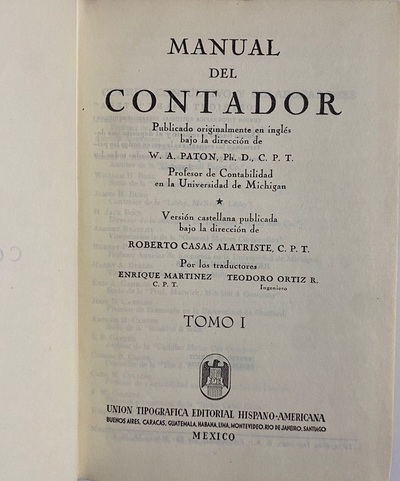 MANUAL
DEL
CONTADOR
Publicado originalmente en inglés
bajo la dirección de
W. A. PATON, Ph. D., C. P. T.
Profesor de Contabilidad
en la Universidad de Michigan
★
Versión castellana publicada
bajo la dirección de
ROBERTO CASAS ALATRISTE, C. P. T.
Por los traductores
ENRIQUE MARTINEZ TEODORO ORTIZ R.
C. P. T. Ingeniero
TOMO I
UNION TIPOGRAFICA EDITORIAL HISPANO-AMERICANA
BUENOS AIRES, CARACAS, GUATEMALA, HABANA, LIMA, MONTEVIDEO, RIO DE JANEIRO, SANTIAGO
MEXICO